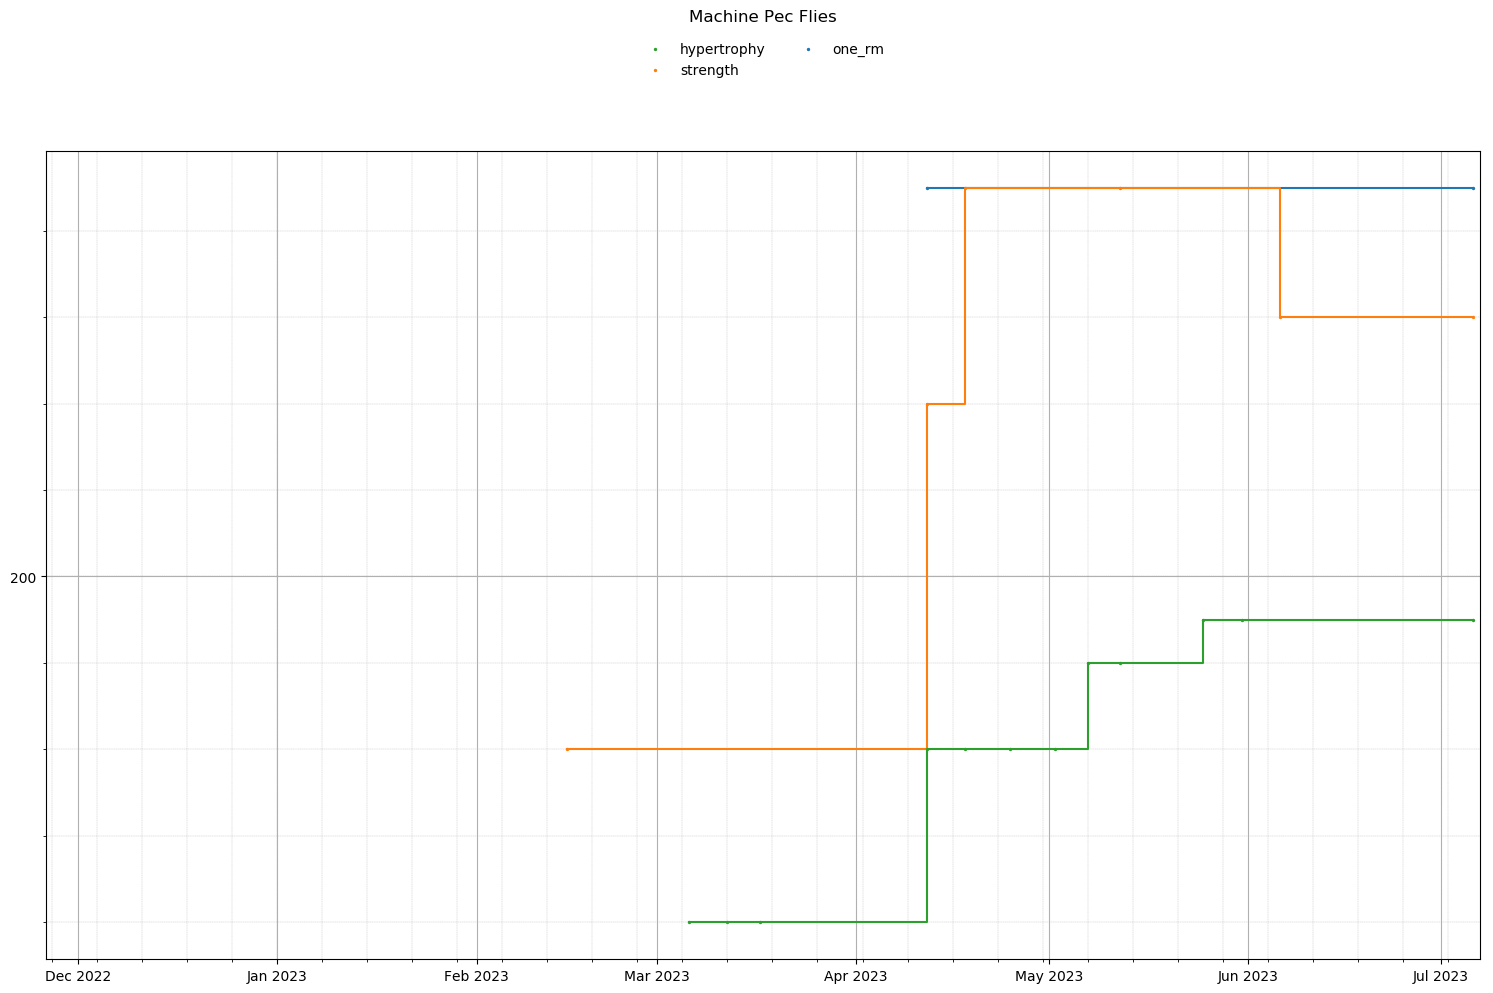 Machine Pec Flies
hypertrophy
one_rm
strength
200
Dec 2022
Jan 2023
Feb 2023
Mar 2023
Apr 2023
May 2023
Jun 2023
Jul 2023